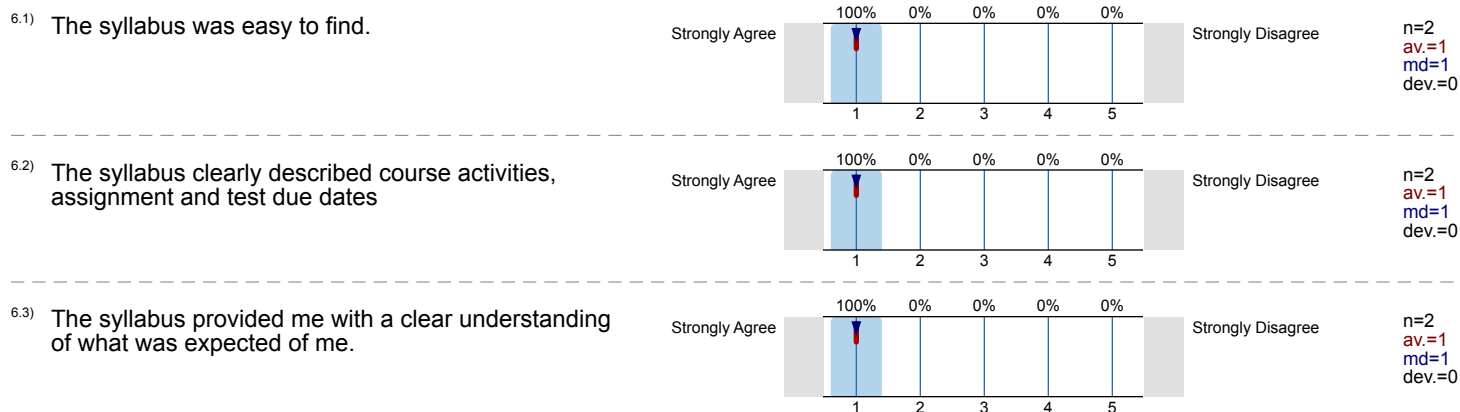 6.1) The syllabus was easy to find.
100% 0% 0% 0% 0%
Strongly Agree Strongly Disagree
n=2
av.=1
md=1
dev.=0
1 2 3 4 5
6.2) The syllabus clearly described course activities,
assignment and test due dates
100% 0% 0% 0% 0%
Strongly Agree Strongly Disagree
n=2
av.=1
md=1
dev.=0
1 2 3 4 5
6.3) The syllabus provided me with a clear understanding
of what was expected of me.
100% 0% 0% 0% 0%
Strongly Agree Strongly Disagree
n=2
av.=1
md=1
dev.=0
1 2 3 4 5